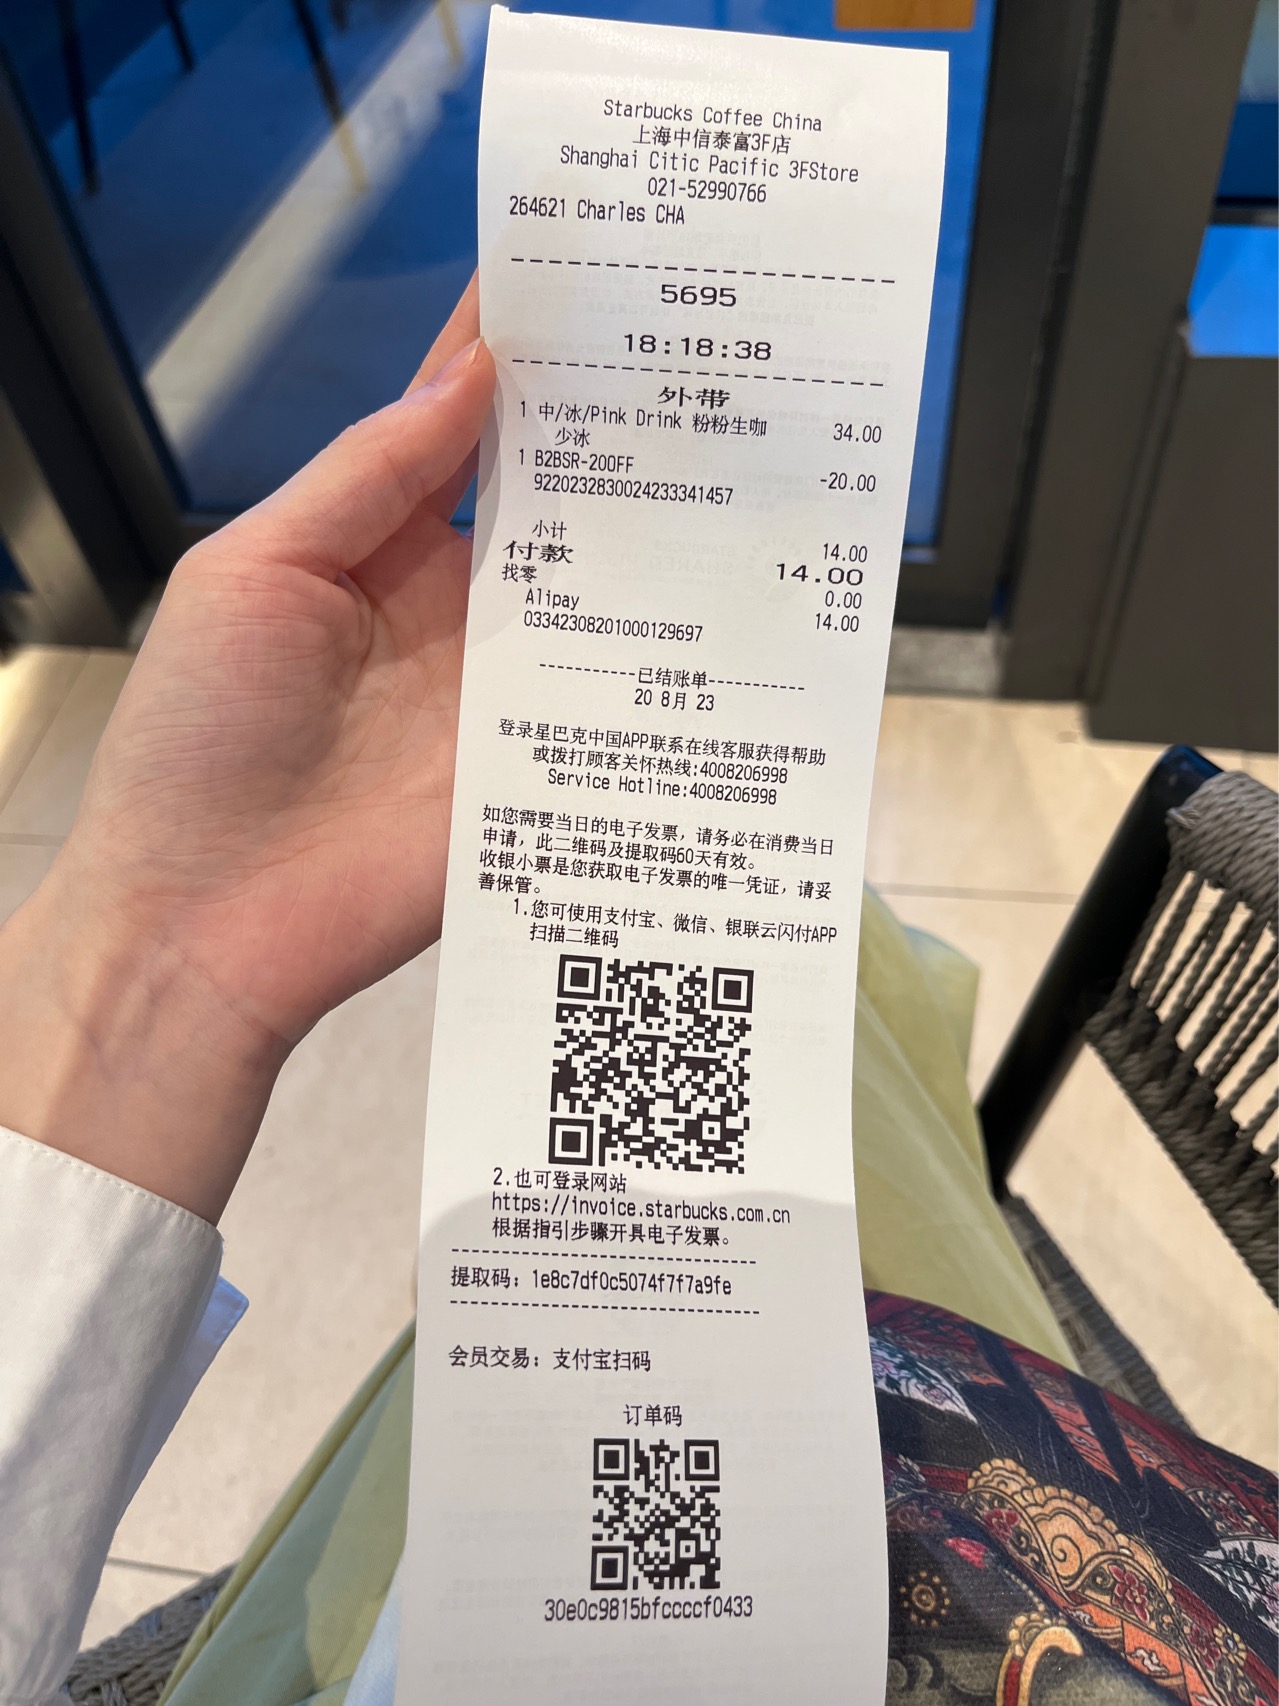 Starbucks Coffee China
上海中信泰富3F店
Shanghai Citic Pacific 3FStore
021-52990766
264621 Charles CHA
5695
18:18:38
外带
1 中/冰/Pink Drink 粉粉生咖 34.00
少冰
1 B2BSR-20OFF -20.00
9220232830024233341457
小计 14.00
付款 14.00
找零 0.00
Alipay 14.00
03342308201000129697
-----------已结账单-----------
20 8月 23
登录星巴克中国APP联系在线客服获得帮助
或拨打顾客关怀热线:4008206998
Service Hotline:4008206998
如您需要当日的电子发票，请务必在消费当日
申请，此二维码及提取码60天有效。
收银小票是您获取电子发票的唯一凭证，请妥
善保管。
1.您可使用支付宝、微信、银联云闪付APP
扫描二维码
2.也可登录网站
https://invoice.starbucks.com.cn
根据指引步骤开具电子发票。
提取码：1e8c7df0c5074f7f7a9fe
会员交易：支付宝扫码
订单码
30e0c9815bfccccf0433